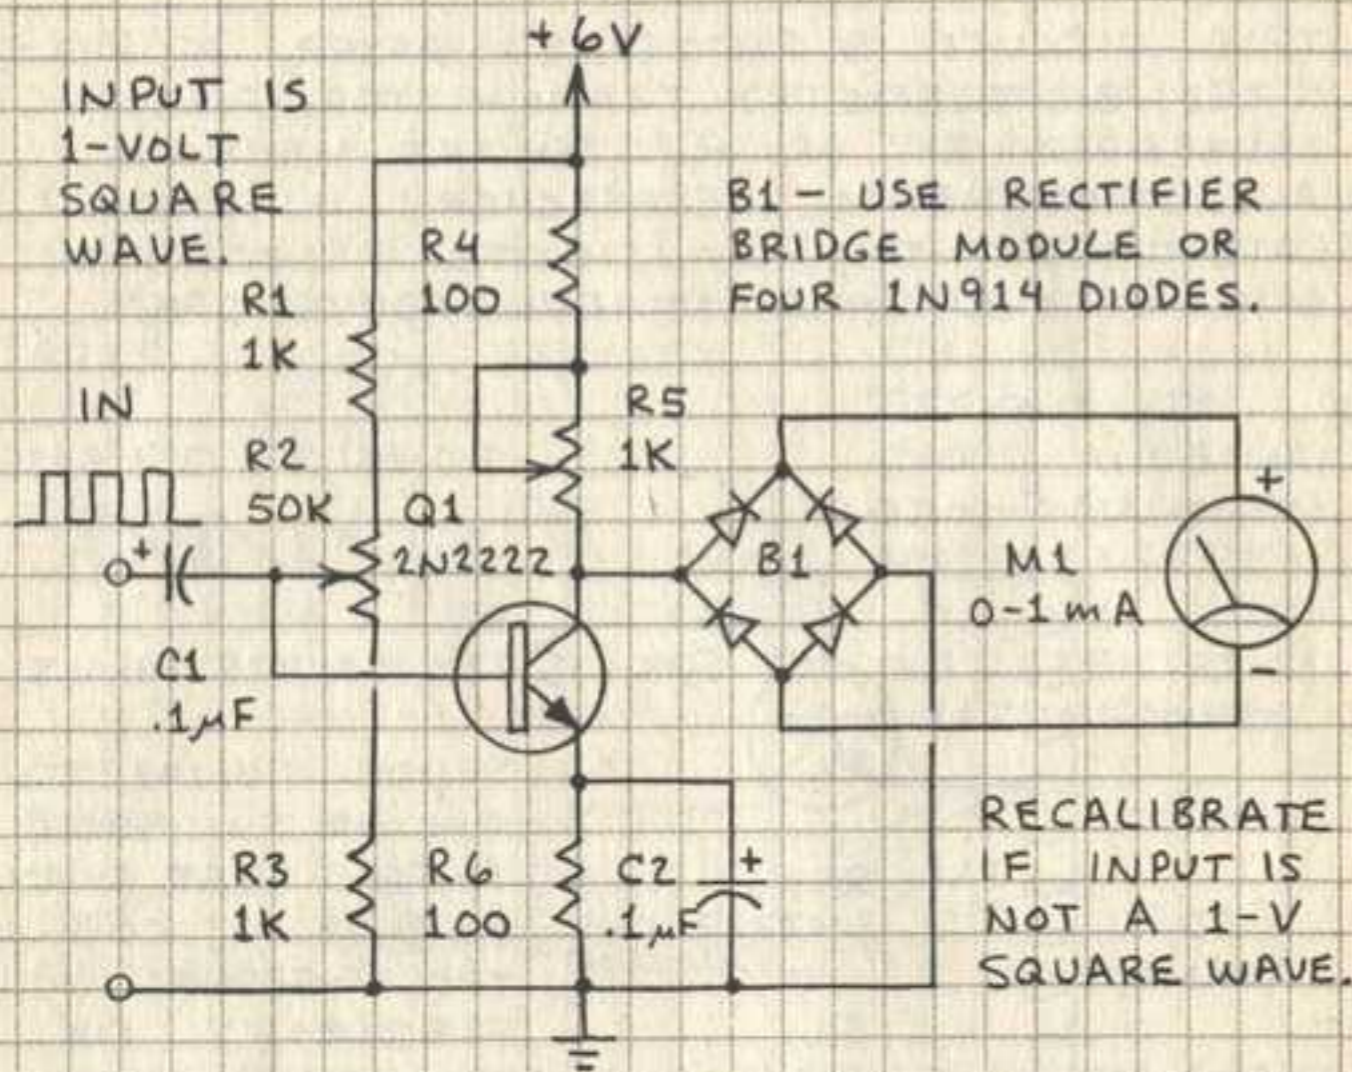 +6V
INPUT IS
1-VOLT
SQUARE
WAVE.
B1 - USE RECTIFIER
BRIDGE MODULE OR
FOUR 1N914 DIODES.
R4
100
R1
1K
IN
R5
1K
R2
50K
Q1
2N2222
+
B1
M1
0-1mA
+
-
C1
.1μF
R3
1K
R6
100
C2
.1μF
+
RECALIBRATE
IF INPUT IS
NOT A 1-V
SQUARE WAVE.